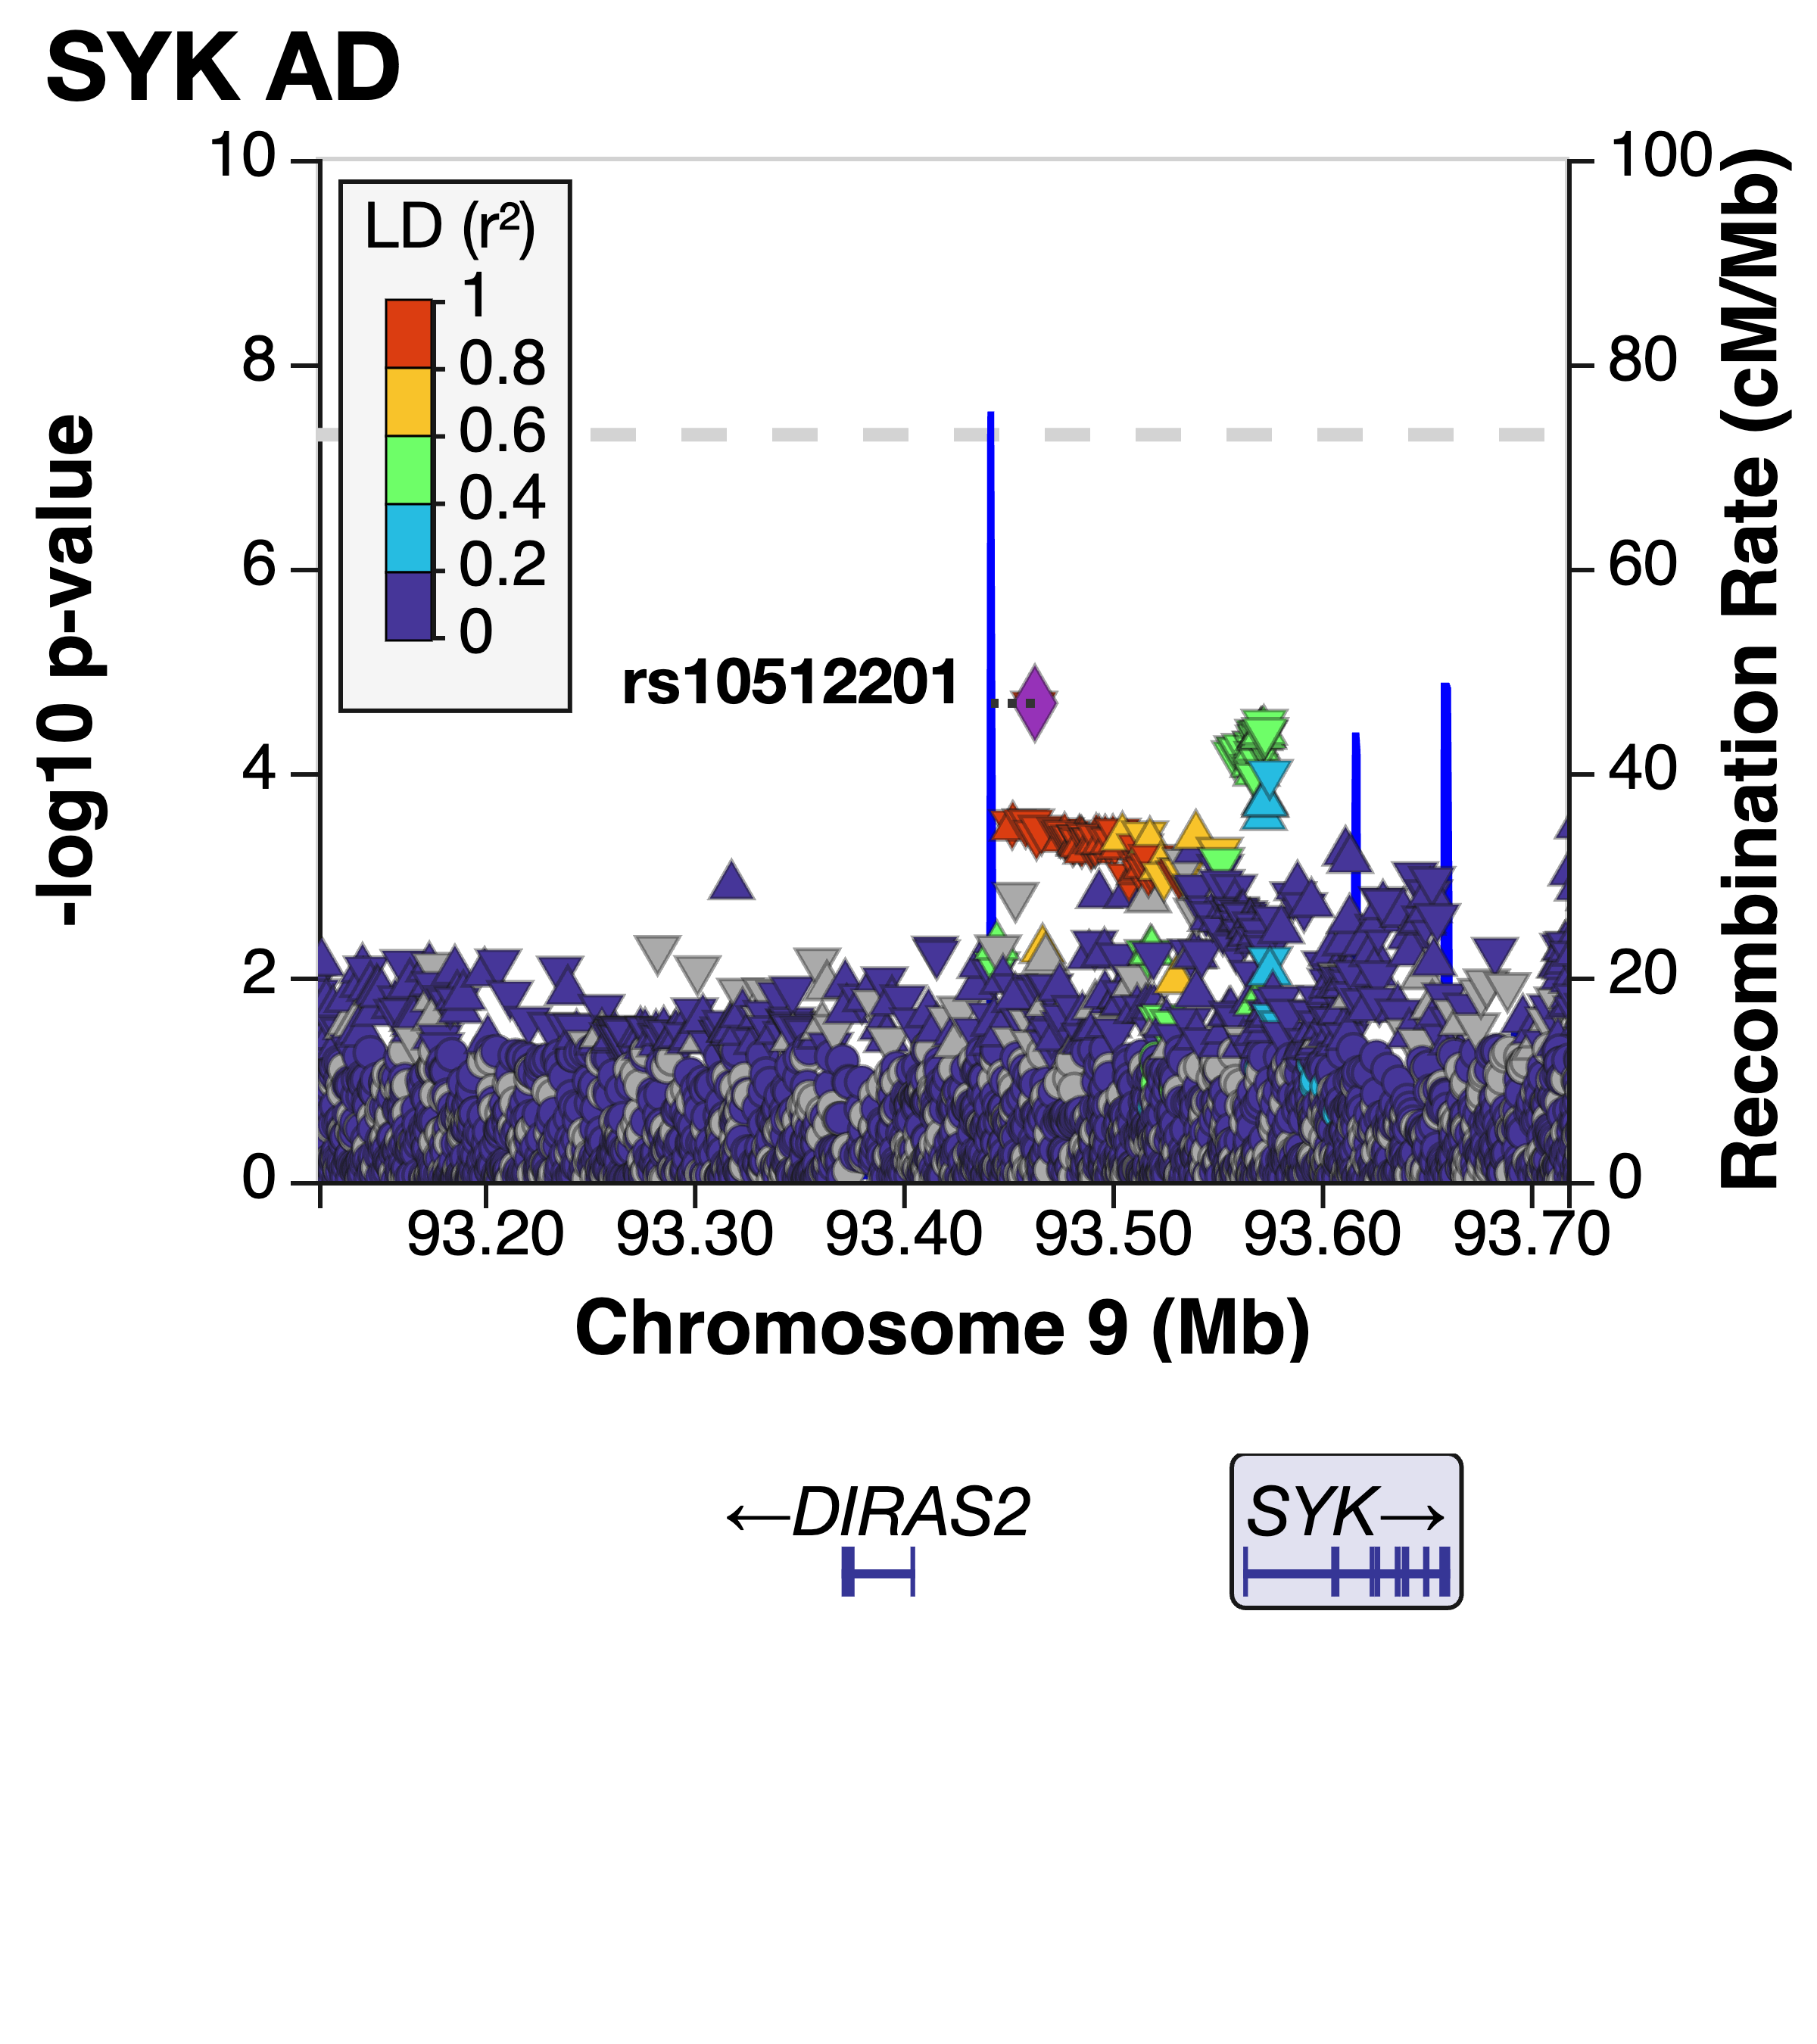 SYK AD
10
8
6
4
2
0
-log10 p-value
LD (r²)
1
0.8
0.6
0.4
0.2
0
rs10512201
100
80
60
40
20
0
Recombination Rate (cM/Mb)
93.20 93.30 93.40 93.50 93.60 93.70
Chromosome 9 (Mb)
←DIRAS2 SYK→